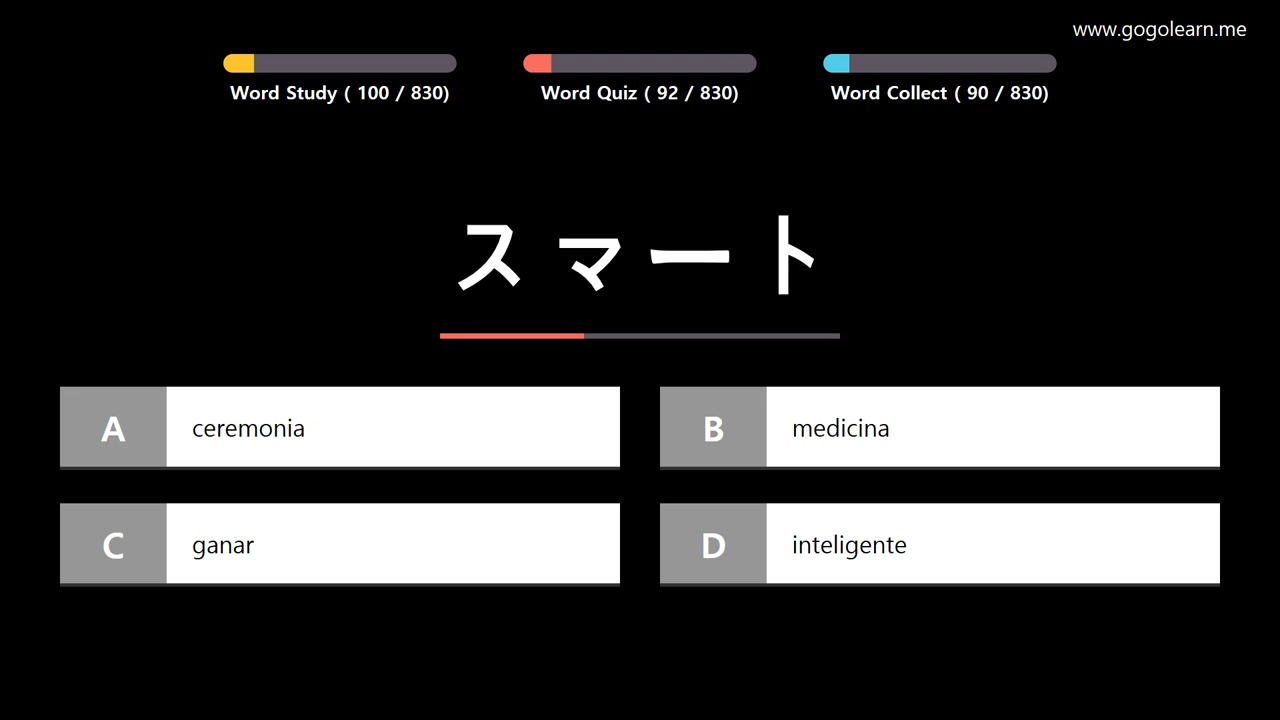 www.gogolearn.me
Word Study ( 100 / 830)
Word Quiz ( 92 / 830)
Word Collect ( 90 / 830)
スマート
A ceremonia
B medicina
C ganar
D inteligente